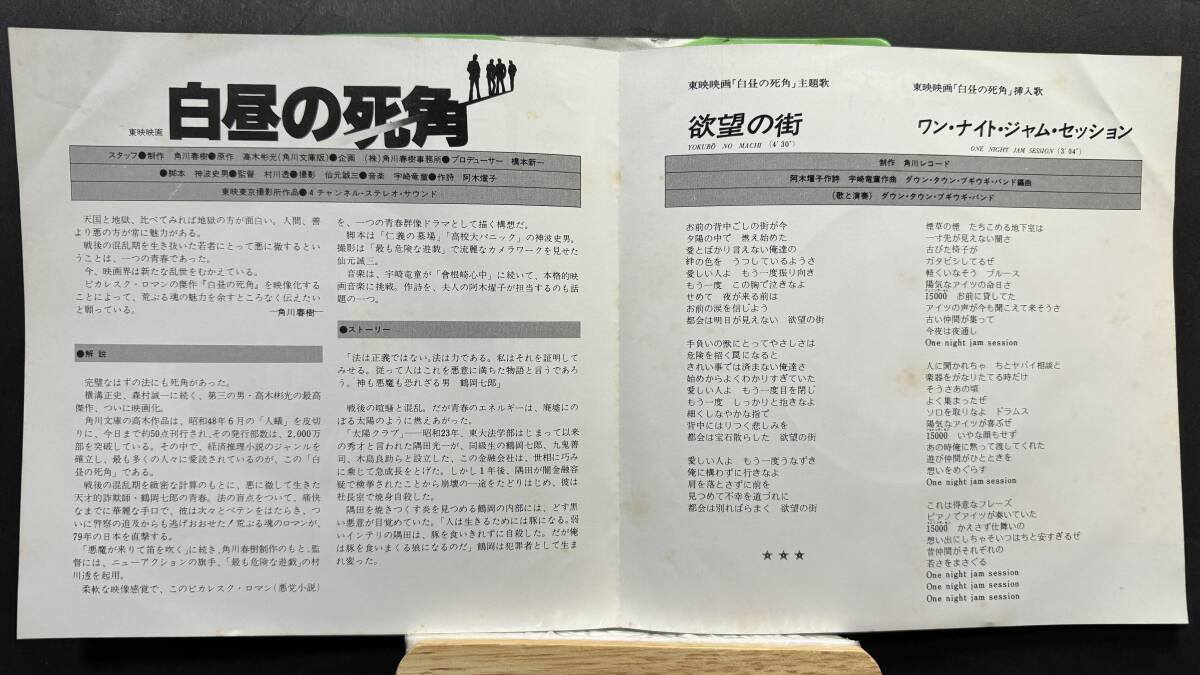 東映映画
白昼の死角
スタッフ●制作 角川春樹●原作 高木彬光(角川文庫版)●企画 (株)角川春樹事務所●プロデューサー 橋本新一
●脚本 神波史男●監督 村川透●撮影 仙元誠三●音楽 宇崎竜童●作詩 阿木燿子
東映東京撮影所作品●4チャンネル・ステレオ・サウンド
天国と地獄、比べてみれば地獄の方が面白い。人間、善
より悪の方が常に魅力がある。
戦後の混乱期を生き抜いた若者にとって悪に徹するとい
うことは、一つの青春であった。
今、映画界は新たな乱世をむかえている。
ピカレスク・ロマンの傑作『白昼の死角』を映像化する
ことによって、荒ぶる魂の魅力を余すところなく伝えたい
と願っている。 ―角川春樹―
●解説
完璧なはずの法にも死角があった。
横溝正史、森村誠一に続く、第三の男・高木彬光の最高
傑作、ついに映画化。
角川文庫の高木作品は、昭和48年6月の「人蟻」を皮切
りに、今日まで約50点刊行され、その発行部数は、2,000万
部を突破している。その中で、経済推理小説のジャンルを
確立し、最も多くの人々に愛読されているのが、この「白
昼の死角」である。
戦後の混乱期を緻密な計算のもとに、悪に徹して生きた
天才的詐欺師・鶴岡七郎の青春。法の盲点をついて、痛快
なまでに華麗な手口で、彼は次々とペテンをはたらき、つ
いに警察の追及からも逃げおおせた!荒ぶる魂のロマンが、
79年の日本を直撃する。
「悪魔が来りて笛を吹く」に続き、角川春樹制作のもと、監
督には、ニューアクションの旗手、「最も危険な遊戯」の村
川透を起用。
柔軟な映像感覚で、このピカレスク・ロマン(悪党小説)
を、一つの青春群像ドラマとして描く構想だ。
脚本は「仁義の墓場」「高校大パニック」の神波史男。
撮影は「最も危険な遊戯」で流麗なカメラワークを見せた
仙元誠三。
音楽は、宇崎竜童が「曾根崎心中」に続いて、本格的映
画音楽に挑戦。作詩を、夫人の阿木燿子が担当するのも話
題の一つ。
●ストーリー
「法は正義ではない。法は力である。私はそれを証明して
みせる。従って人はこれを悪意に満ちた物語と言うであろ
う。神も悪魔も恐れざる男 鶴岡七郎」
戦後の喧騒と混乱。だが青春のエネルギーは、廃墟にの
ぼる太陽のように燃えあがった。
「太陽クラブ」――昭和23年、東大法学部はじまって以来
の秀才と言われた隅田光一が、同級生の鶴岡七郎、九鬼善
司、木島良助らと設立した、この金融会社は、世相に巧み
に乗じて急成長をとげた。しかし1年後、隅田が闇金融容
疑で検挙されたことから崩壊の一途をたどりはじめ、彼は
社長室で焼身自殺した。
隅田を焼きつくす炎を見つめる鶴岡の内部には、どす黒
い悪意が目覚めていた。「人は生きるためには豚になる。弱
いインテリの隅田は、豚を食いきれずに自殺した。だが俺
は豚を食いまくる狼になるのだ」鶴岡は犯罪者として生ま
れ変った。
東映映画「白昼の死角」主題歌
欲望の街
YOKUBŌ NO MACHI (4'30")
東映映画「白昼の死角」挿入歌
ワン・ナイト・ジャム・セッション
ONE NIGHT JAM SESSION (3'04")
制作 角川レコード
阿木燿子作詩 宇崎竜童作曲 ダウン・タウン・ブギウギ・バンド編曲
(歌と演奏) ダウン・タウン・ブギウギ・バンド
お前の背中ごしの街が今
夕陽の中で 燃え始めた
愛とばかり言えない俺達の
絆の色を うつしているようさ
愛しい人よ もう一度振り向き
もう一度 この胸で泣きなよ
せめて 夜が来る前は
お前の涙を信じよう
都会は明日が見えない 欲望の街
手負いの獣にとってやさしさは
危険を招く罠になると
きれい事では済まない俺達さ
始めからよくわかりすぎていた
愛しい人よ もう一度目を閉じ
もう一度 しっかりと抱きなよ
細くしなやかな指で
背中にはりつく悲しみを
都会は宝石散らした 欲望の街
愛しい人よ もう一度うなずき
俺に構わずに行きなよ
肩を落とさずに前を
見つめて不幸を道づれに
都会は別ればらまく 欲望の街
★★★
煙草の煙 たちこめる地下室は
一寸先が見えない闇さ
古びた椅子が
ガタピシしてるぜ
軽くいなそう ブルース
陽気なアイツの命日さ
15000 お前に貸してた
アイツの声が今も聞こえて来そうさ
古い仲間が集って
今夜は夜通し
One night jam session
人に聞かれちゃ ちとヤバイ相談と
楽器をがなりたてる時だけ
そうさあの頃
よく集まったぜな
ソロを取りなよ ドラムス
陽気なアイツが喜ぶぜ
15000 いやな顔もせず
あの時俺に黙って渡してくれた
遊び仲間がひとときを
想いをめぐらす
One night jam session
これは得意なフレーズ
ピアノでアイツが奏いていた
15000 かえさず仕舞いの
想い出にしちゃそいつはちと安すぎるぜ
昔仲間がそれぞれの
若さをまさぐる
One night jam session
One night jam session
One night jam session